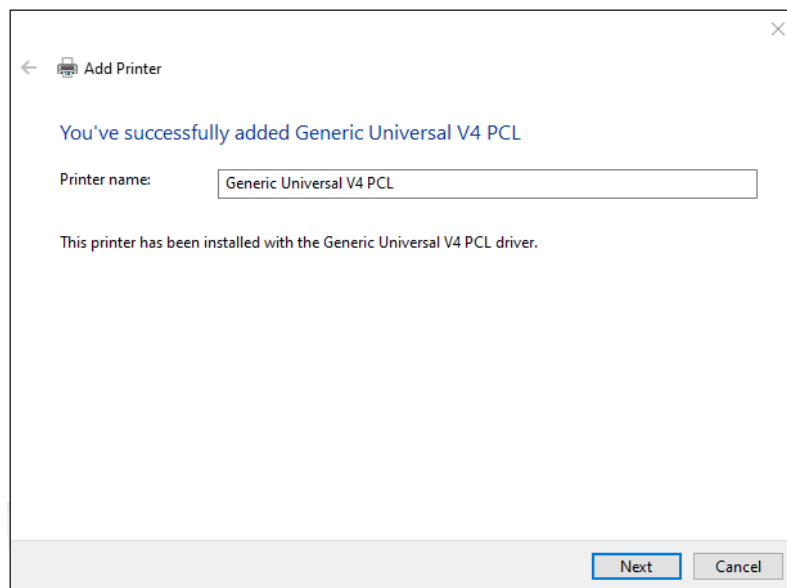 Add Printer
You've successfully added Generic Universal V4 PCL
Printer name: Generic Universal V4 PCL
This printer has been installed with the Generic Universal V4 PCL driver.
Next Cancel